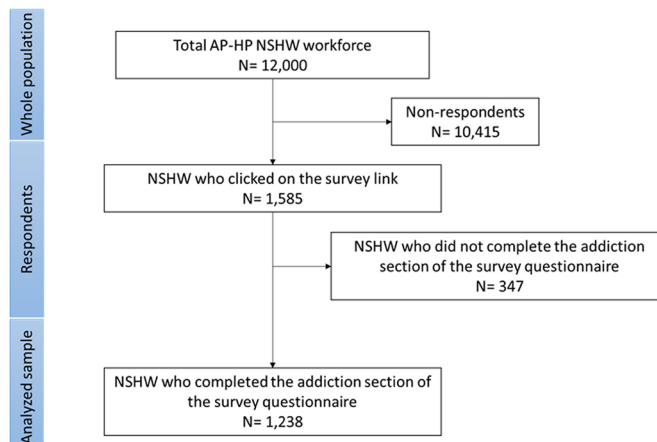 Whole population
Total AP-HP NSHW workforce
N= 12,000
Non-respondents
N= 10,415
Respondents
NSHW who clicked on the survey link
N= 1,585
NSHW who did not complete the addiction
section of the survey questionnaire
N= 347
Analyzed sample
NSHW who completed the addiction section of
the survey questionnaire
N= 1,238